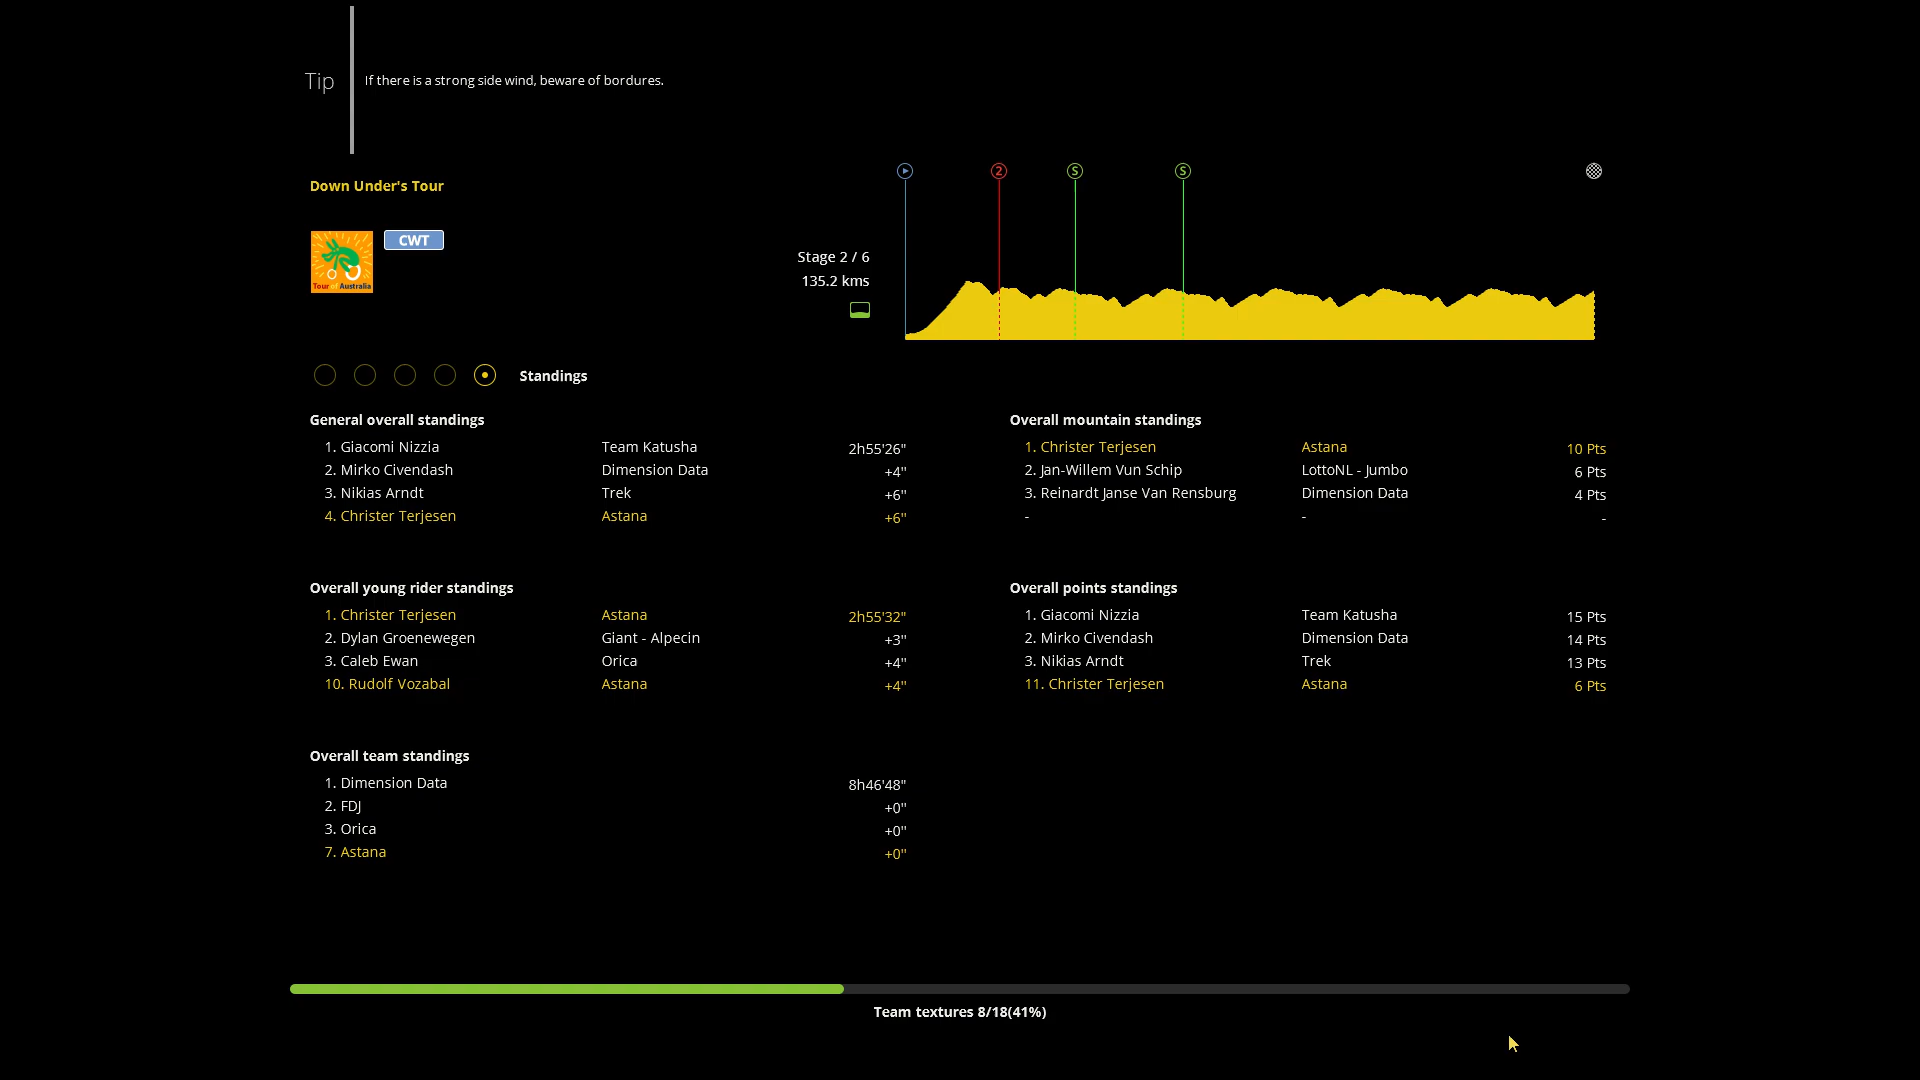 Tip
If there is a strong side wind, beware of bordures.
Down Under's Tour
CWT
Tour of Australia
Stage 2 / 6
135.2 kms
2
S
S
Standings
General overall standings
1. Giacomi Nizzia Team Katusha 2h55'26"
2. Mirko Civendash Dimension Data +4"
3. Nikias Arndt Trek +6"
4. Christer Terjesen Astana +6"
Overall mountain standings
1. Christer Terjesen Astana 10 Pts
2. Jan-Willem Vun Schip LottoNL - Jumbo 6 Pts
3. Reinardt Janse Van Rensburg Dimension Data 4 Pts
- - -
Overall young rider standings
1. Christer Terjesen Astana 2h55'32"
2. Dylan Groenewegen Giant - Alpecin +3"
3. Caleb Ewan Orica +4"
10. Rudolf Vozabal Astana +4"
Overall points standings
1. Giacomi Nizzia Team Katusha 15 Pts
2. Mirko Civendash Dimension Data 14 Pts
3. Nikias Arndt Trek 13 Pts
11. Christer Terjesen Astana 6 Pts
Overall team standings
1. Dimension Data 8h46'48"
2. FDJ +0"
3. Orica +0"
7. Astana +0"
Team textures 8/18(41%)